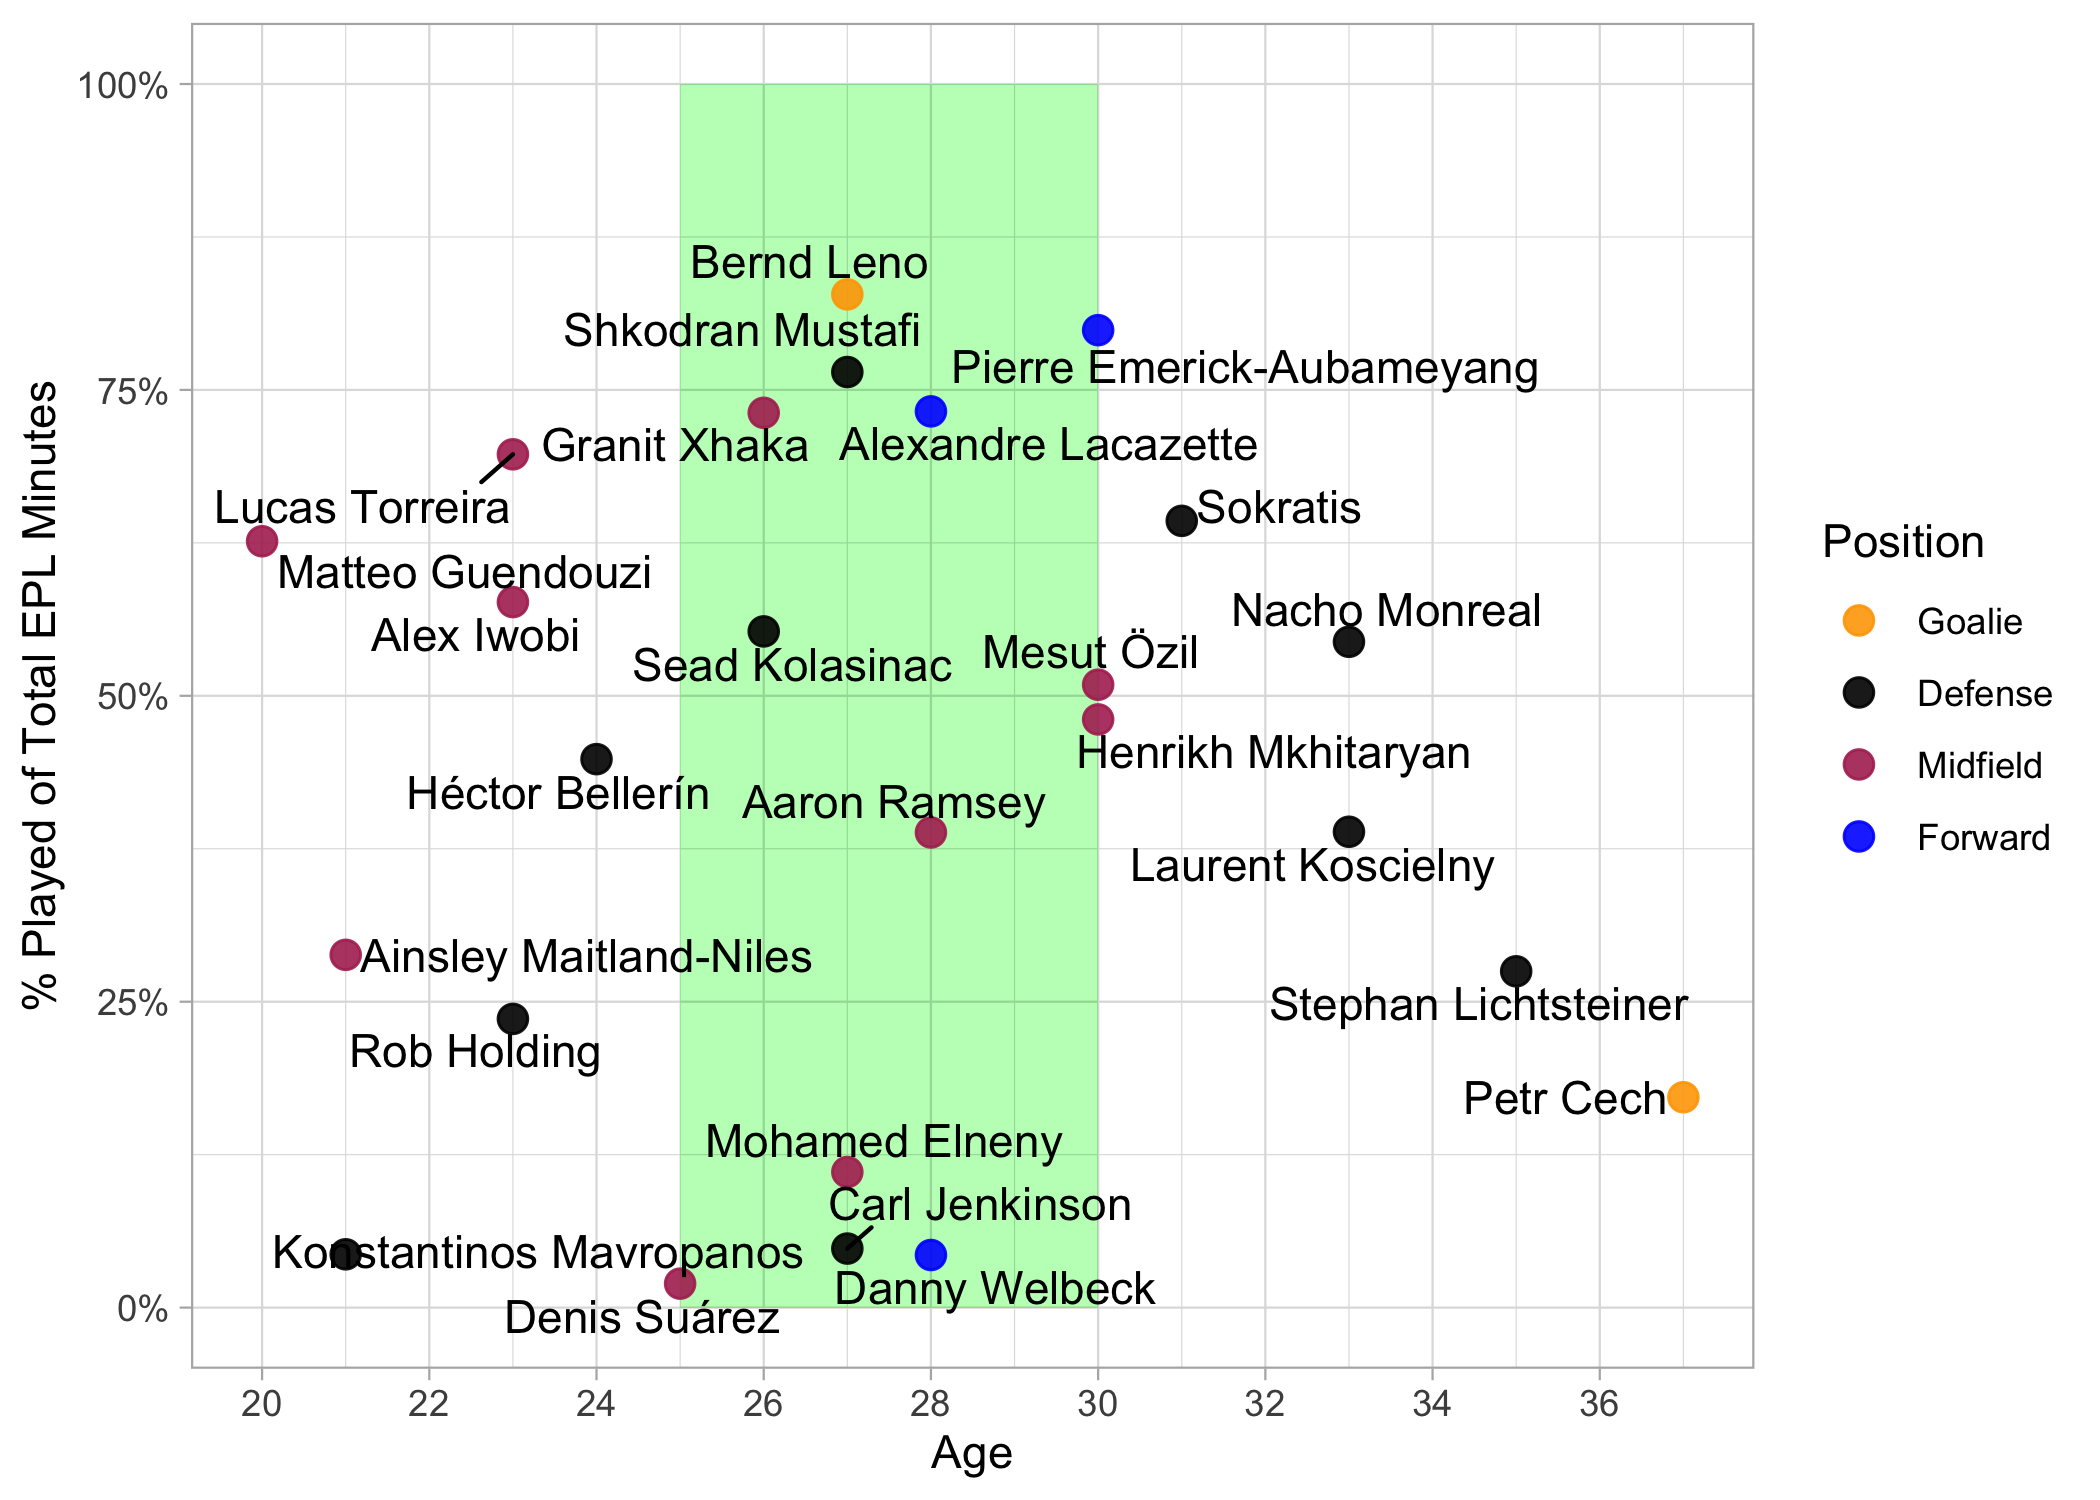 100%
75%
50%
25%
0%
% Played of Total EPL Minutes
Bernd Leno
Shkodran Mustafi
Pierre Emerick-Aubameyang
Granit Xhaka
Alexandre Lacazette
Lucas Torreira
Sokratis
Matteo Guendouzi
Nacho Monreal
Alex Iwobi
Mesut Özil
Sead Kolasinac
Henrikh Mkhitaryan
Héctor Bellerín
Aaron Ramsey
Laurent Koscielny
Ainsley Maitland-Niles
Stephan Lichtsteiner
Rob Holding
Petr Cech
Mohamed Elneny
Carl Jenkinson
Konstantinos Mavropanos
Danny Welbeck
Denis Suárez
20 22 24 26 28 30 32 34 36
Age
Position
Goalie
Defense
Midfield
Forward